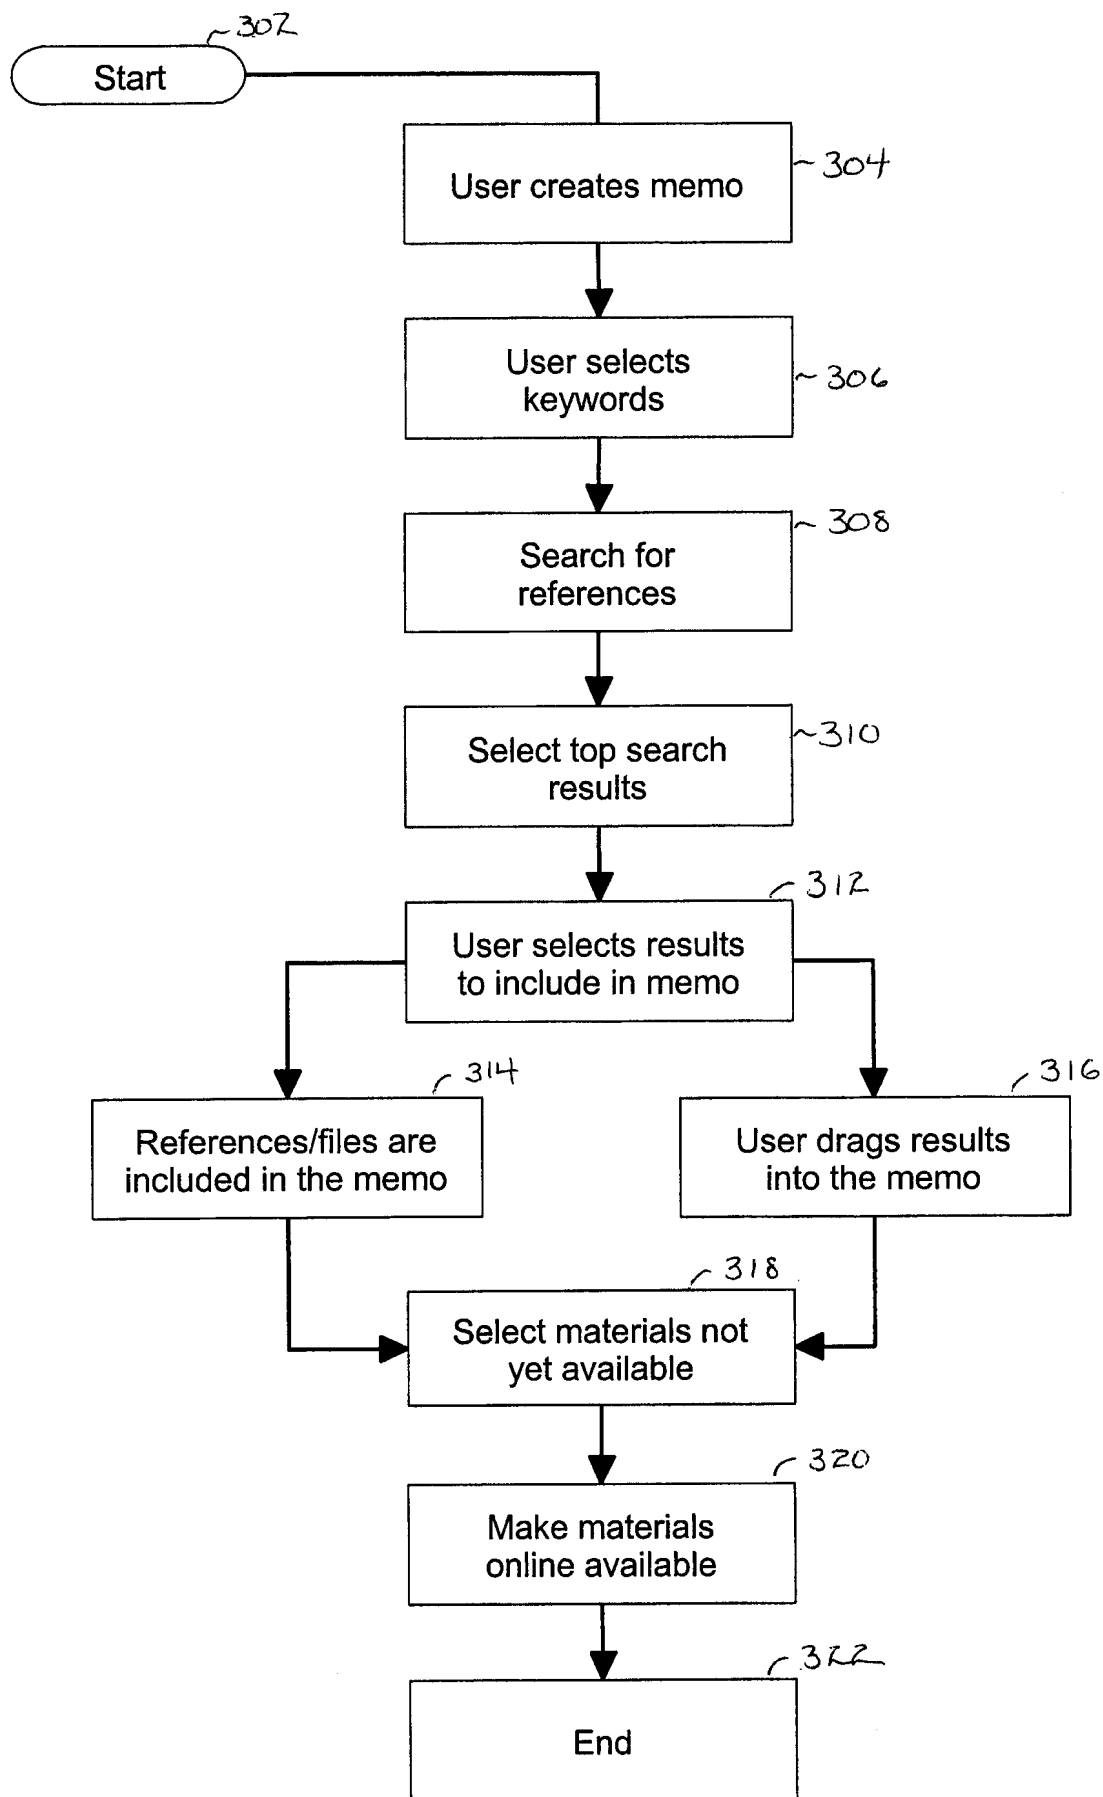 302
Start
304
User creates memo
306
User selects
keywords
308
Search for
references
310
Select top search
results
312
User selects results
to include in memo
314
References/files are
included in the memo
316
User drags results
into the memo
318
Select materials not
yet available
320
Make materials
online available
322
End